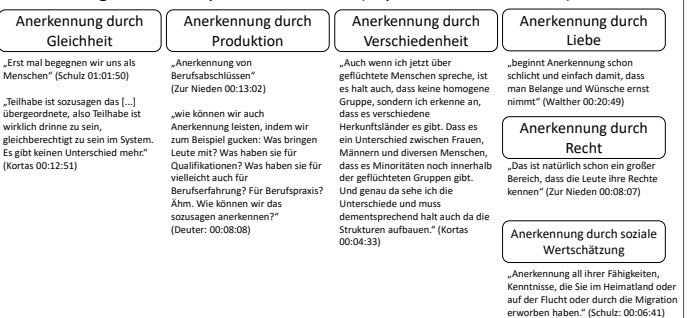 Anerkennung durch
Gleichheit
„Erst mal begegnen wir uns als
Menschen“ (Schulz 01:01:50)
„Teilhabe ist sozusagen das [...]
übergeordnete, also Teilhabe ist
wirklich drinne zu sein,
gleichberechtigt zu sein im System.
Es gibt keinen Unterschied mehr.“
(Kortas 00:12:51)
Anerkennung durch
Produktion
„Anerkennung von
Berufsabschlüssen“
(Zur Nieden 00:13:02)
„wie können wir auch
Anerkennung leisten, indem wir
zum Beispiel gucken: Was bringen
Leute mit? Was haben sie für
Qualifikationen? Was haben sie für
vielleicht auch für
Berufserfahrung? Für Berufspraxis?
Ähm. Wie können wir das
sozusagen anerkennen?“
(Deuter: 00:08:08)
Anerkennung durch
Verschiedenheit
„Auch wenn ich jetzt über
geflüchtete Menschen spreche, ist
es halt auch, dass keine homogene
Gruppe, sondern ich erkenne an,
dass es verschiedene
Herkunftsländer es gibt. Dass es
ein Unterschied zwischen Frauen,
Männern und diversen Menschen,
dass es Minoritäten noch innerhalb
der geflüchteten Gruppen gibt.
Und genau da sehe ich die
Unterschiede und muss
dementsprechend halt auch da die
Strukturen aufbauen.“ (Kortas
00:04:33)
Anerkennung durch
Liebe
„beginnt Anerkennung schon
schlicht und einfach damit, dass
man Belange und Wünsche ernst
nimmt“ (Walther 00:20:49)
Anerkennung durch
Recht
„Das ist natürlich schon ein großer
Bereich, dass die Leute ihre Rechte
kennen“ (Zur Nieden 00:08:07)
Anerkennung durch soziale
Wertschätzung
„Anerkennung all ihrer Fähigkeiten,
Kenntnisse, die Sie im Heimatland oder
auf der Flucht oder durch die Migration
erworben haben.“ (Schulz: 00:06:41)